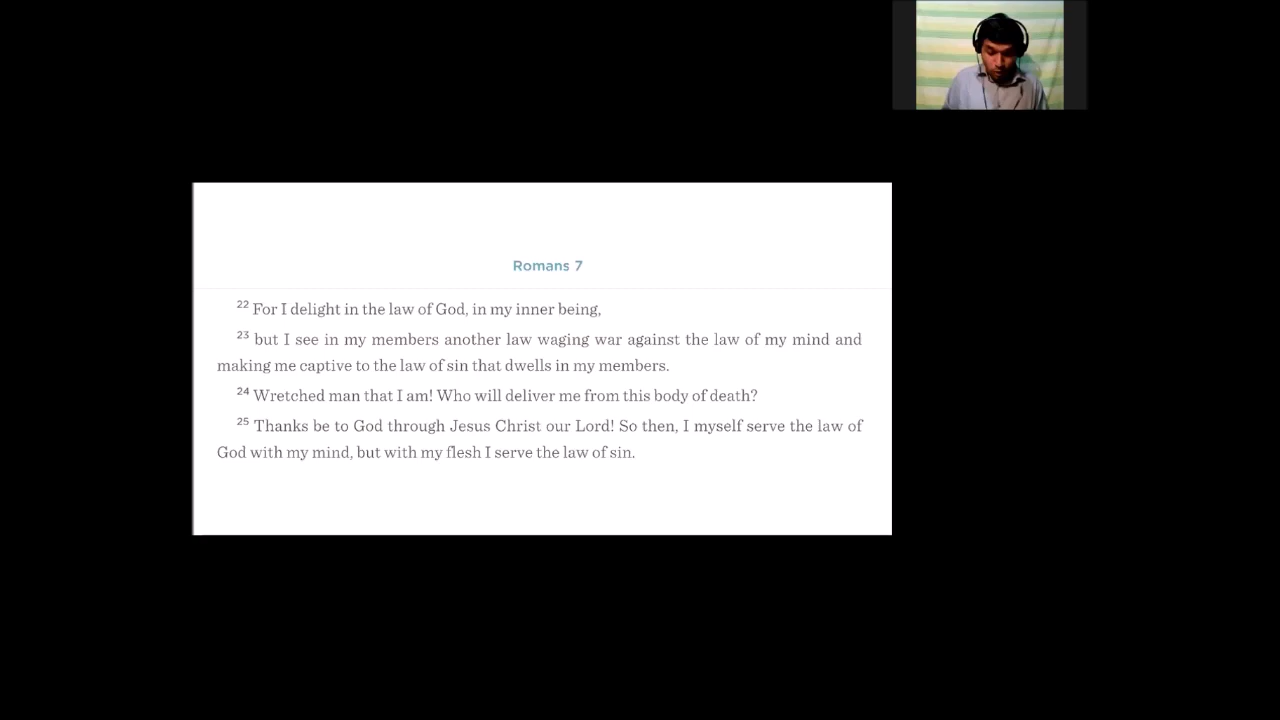 Romans 7
22 For I delight in the law of God, in my inner being,
23 but I see in my members another law waging war against the law of my mind and
making me captive to the law of sin that dwells in my members.
24 Wretched man that I am! Who will deliver me from this body of death?
25 Thanks be to God through Jesus Christ our Lord! So then, I myself serve the law of
God with my mind, but with my flesh I serve the law of sin.